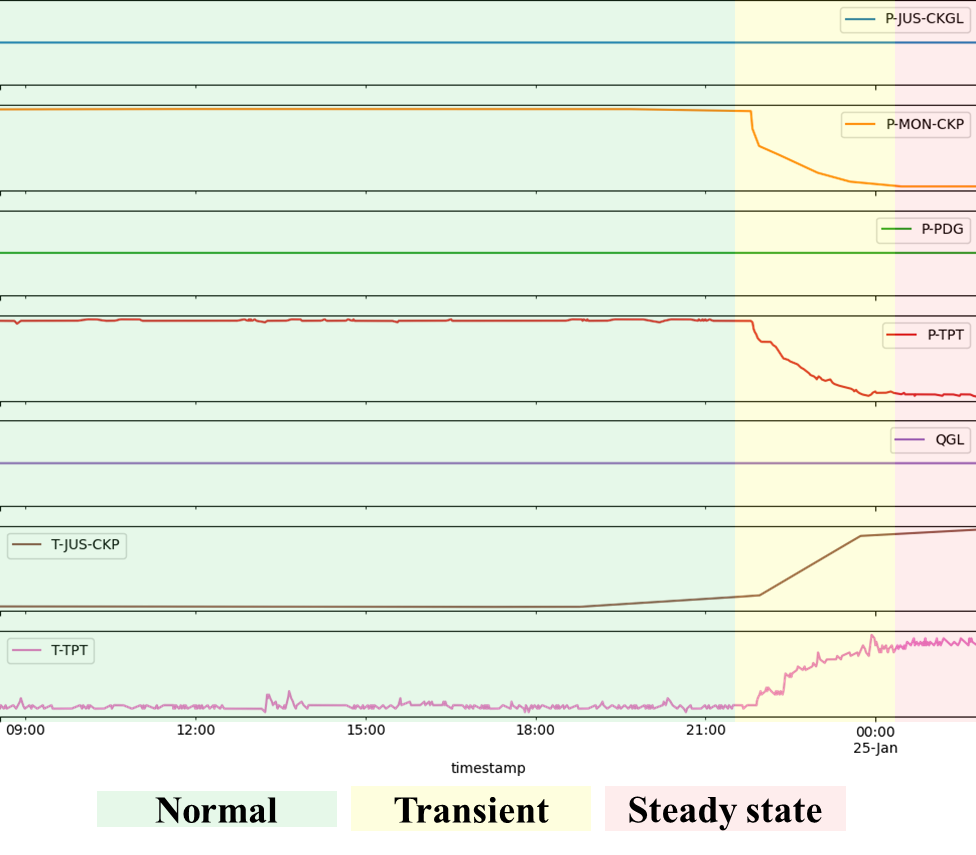 P-JUS-CKGL
P-MON-CKP
P-PDG
P-TPT
QGL
T-JUS-CKP
T-TPT
09:00 12:00 15:00 18:00 21:00 00:00
25-Jan
timestamp
Normal Transient Steady state